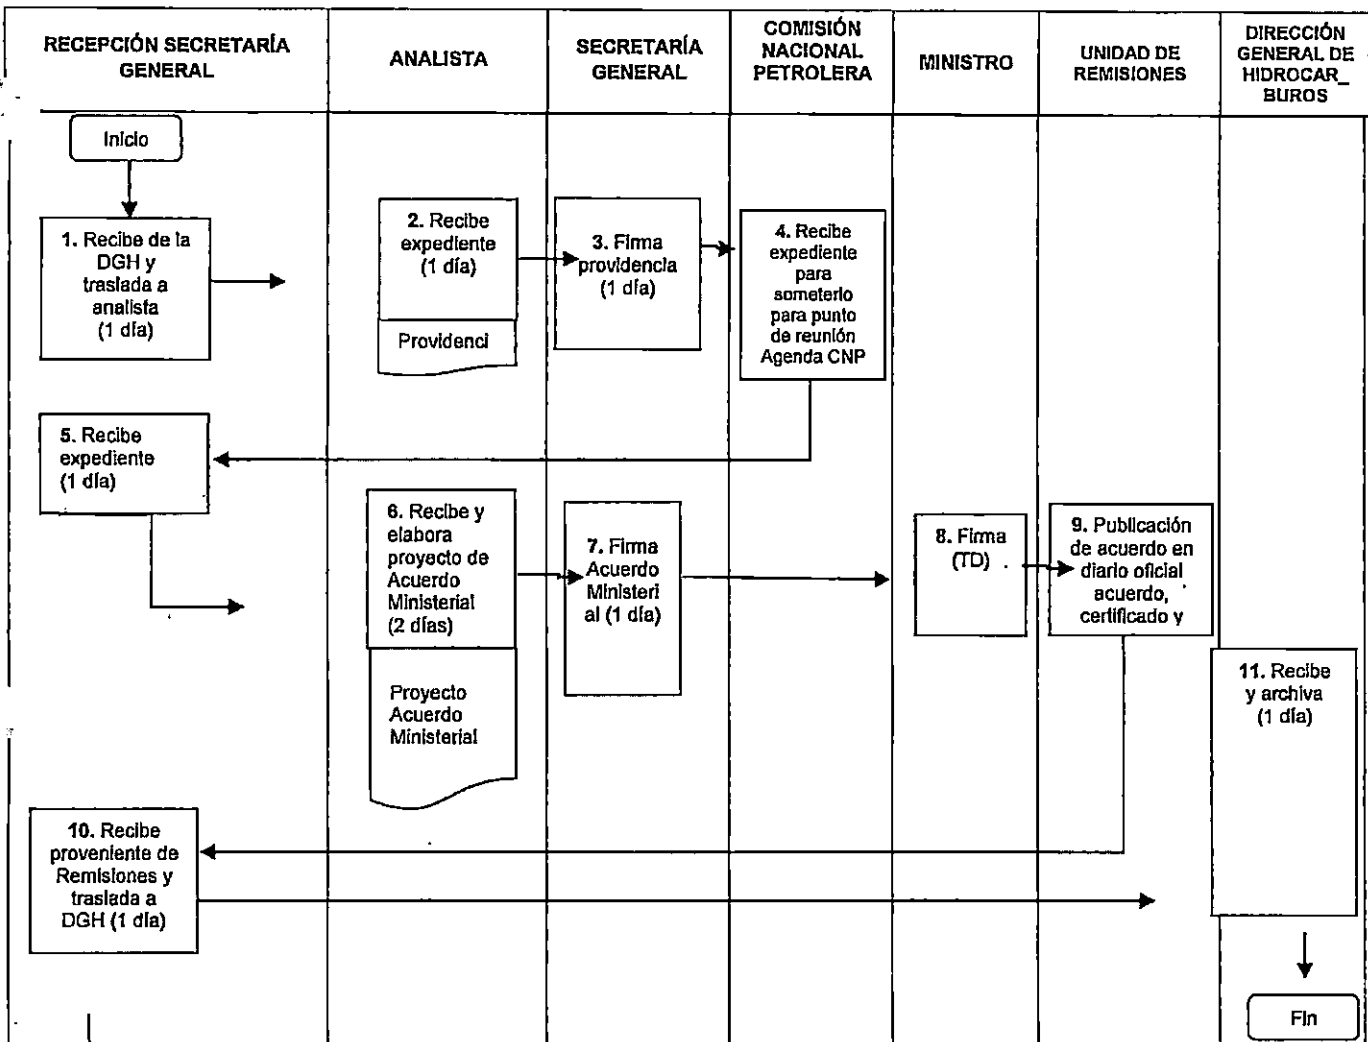 RECEPCIÓN SECRETARÍA
GENERAL
ANALISTA
SECRETARÍA
GENERAL
COMISIÓN
NACIONAL
PETROLERA
MINISTRO
UNIDAD DE
REMISIONES
DIRECCIÓN
GENERAL DE
HIDROCAR_
BUROS
Inicio
1. Recibe de la
DGH y
traslada a
analista
(1 día)
2. Recibe
expediente
(1 día)
Providenci
3. Firma
providencia
(1 día)
4. Recibe
expediente
para
someterlo
para punto
de reunión
Agenda CNP
5. Recibe
expediente
(1 día)
6. Recibe y
elabora
proyecto de
Acuerdo
Ministerial
(2 días)
Proyecto
Acuerdo
Ministerial
7. Firma
Acuerdo
Ministeri
al (1 día)
8. Firma
(TD)
9. Publicación
de acuerdo en
diario oficial
acuerdo,
certificado y
10. Recibe
proveniente de
Remisiones y
traslada a
DGH (1 día)
11. Recibe
y archiva
(1 día)
Fin